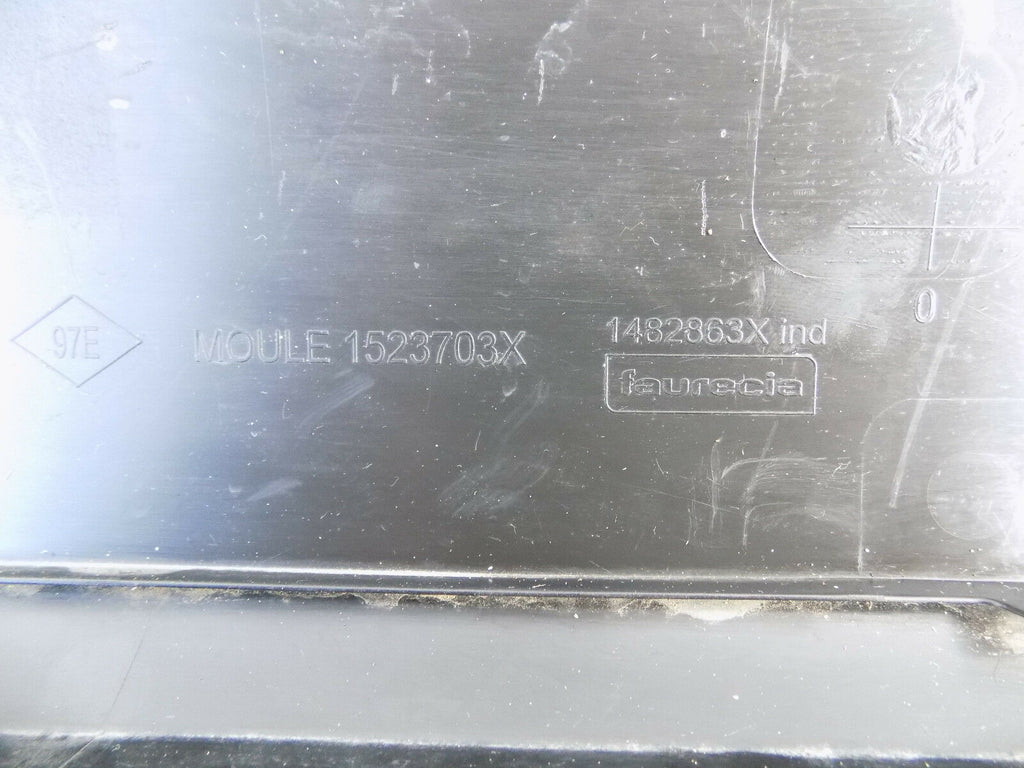 97E
MOULE 1523703X
1482863X ind
0
faurecia